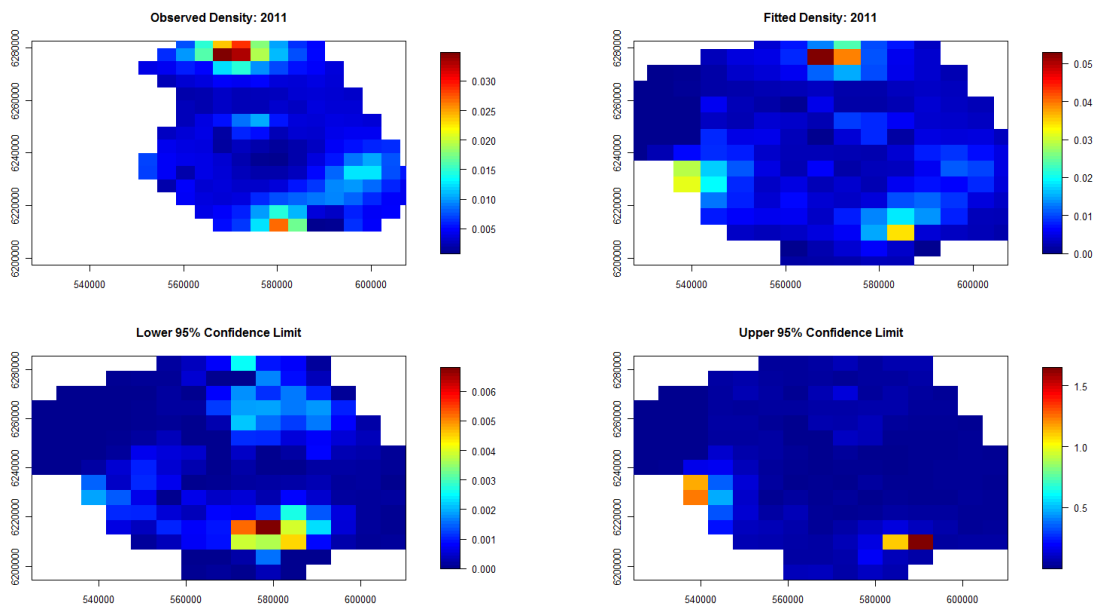 Observed Density: 2011
6200000 6220000 6240000 6260000 6280000
540000 560000 580000 600000
0.030
0.025
0.020
0.015
0.010
0.005
Fitted Density: 2011
6200000 6220000 6240000 6260000 6280000
540000 560000 580000 600000
0.05
0.04
0.03
0.02
0.01
0.00
Lower 95% Confidence Limit
6200000 6220000 6240000 6260000 6280000
540000 560000 580000 600000
0.006
0.005
0.004
0.003
0.002
0.001
0.000
Upper 95% Confidence Limit
6200000 6220000 6240000 6260000 6280000
540000 560000 580000 600000
1.5
1.0
0.5